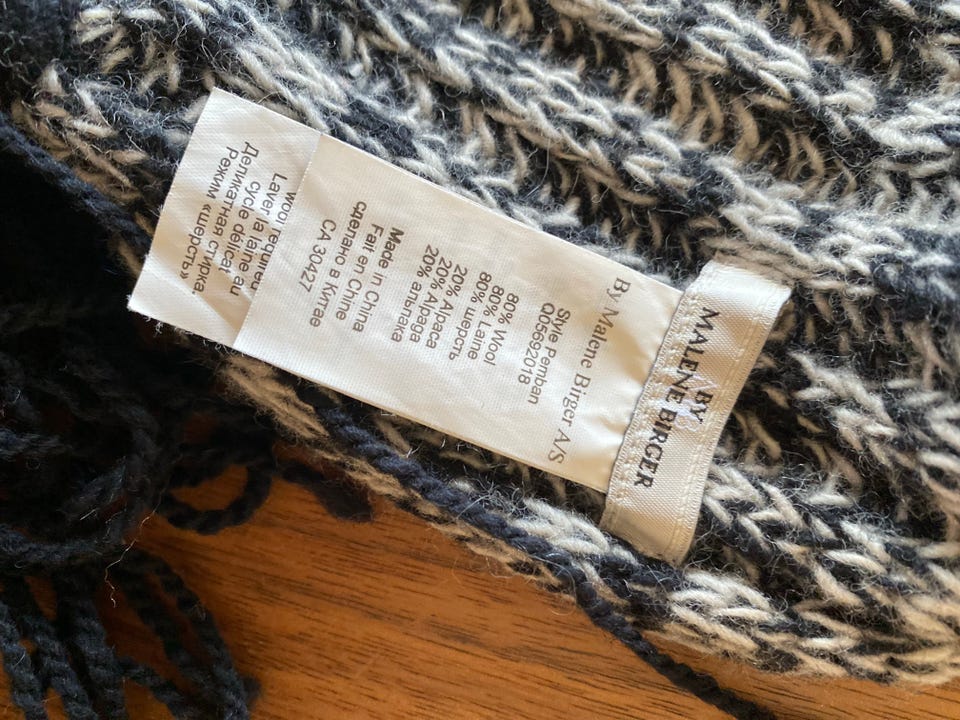 BY
MALENE BIRGER
By Malene Birger A/S
Style Pemban
Q05692018
80% Wool
80% Laine
80% шерсть
20% Alpaca
20% Alpaga
20% альпака
Made in China
Fait en Chine
сделано в Китае
CA 30427
wool required
Laver la laine au
cycle délicat
Деликатная стирка
Режим «шерсть»